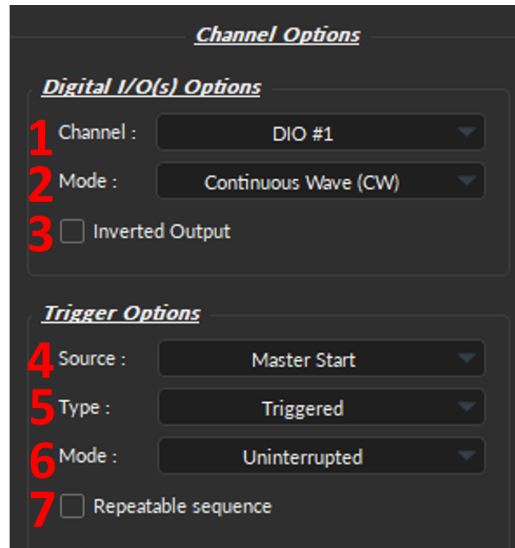 Channel Options
Digital I/O(s) Options
1 Channel : DIO #1
2 Mode : Continuous Wave (CW)
3 Inverted Output
Trigger Options
4 Source : Master Start
5 Type : Triggered
6 Mode : Uninterrupted
7 Repeatable sequence